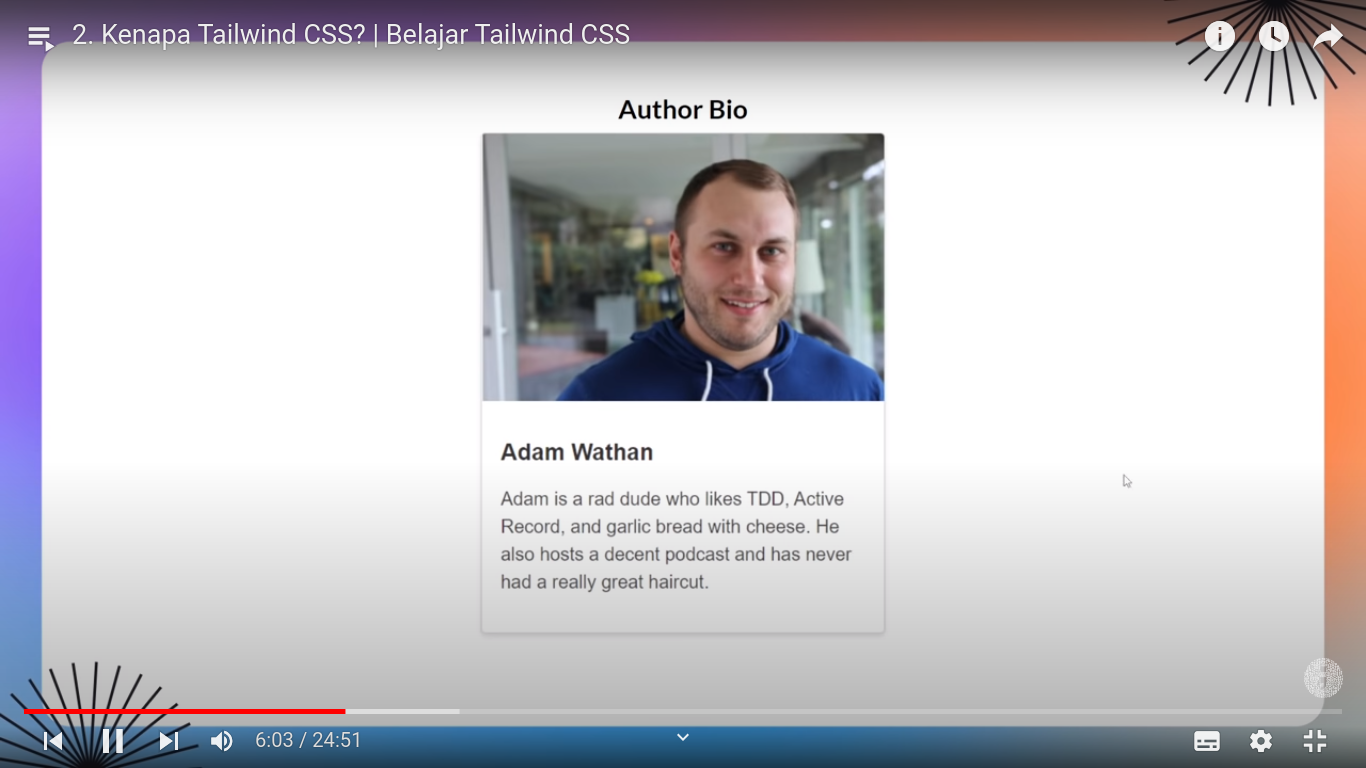 2. Kenapa Tailwind CSS? | Belajar Tailwind CSS
Author Bio
Adam Wathan
Adam is a rad dude who likes TDD, Active
Record, and garlic bread with cheese. He
also hosts a decent podcast and has never
had a really great haircut.
6:03 / 24:51